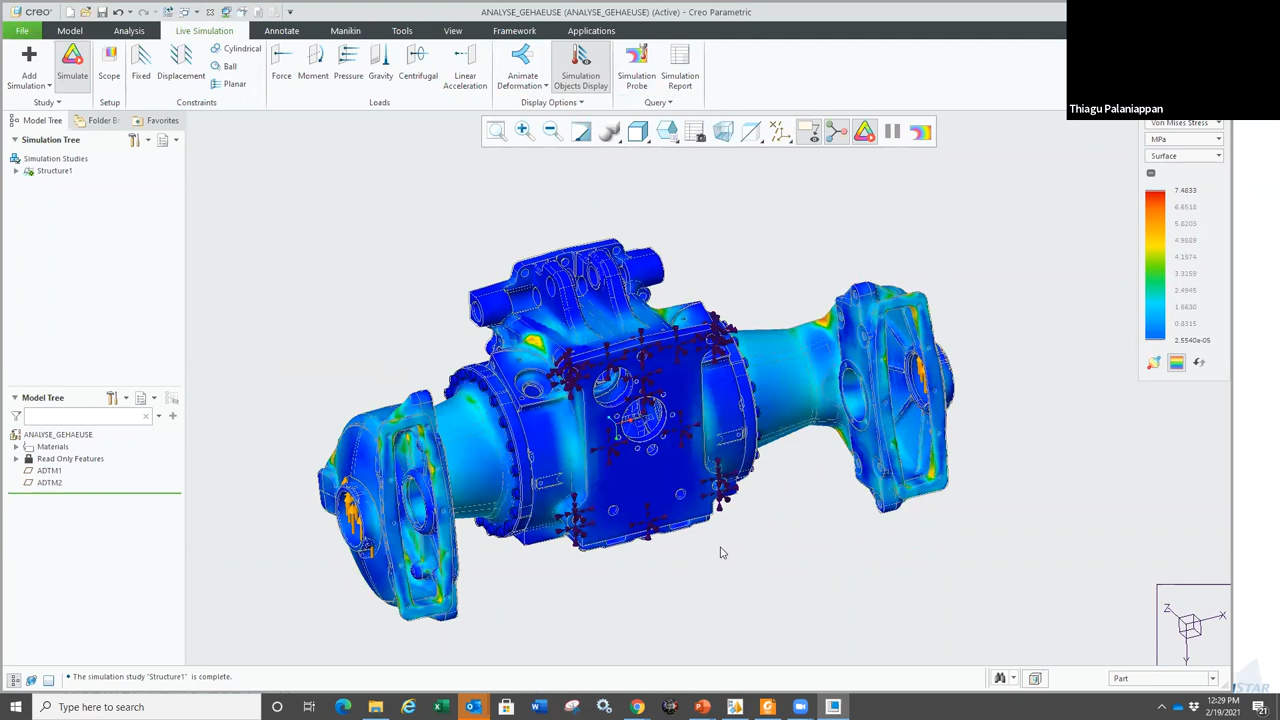 creo
ANALYSE_GEHAEUSE (ANALYSE_GEHAEUSE) (Active) - Creo Parametric
File
Model
Analysis
Live Simulation
Annotate
Manikin
Tools
View
Framework
Applications
Add Simulation
Simulate
Scope
Fixed
Displacement
Cylindrical
Ball
Planar
Force
Moment
Pressure
Gravity
Centrifugal
Linear Acceleration
Animate Deformation
Simulation Objects Display
Simulation Probe
Simulation Report
Study
Setup
Constraints
Loads
Display Options
Query
Thiagu Palaniappan
Model Tree
Folder B
Favorites
Simulation Tree
Simulation Studies
Structure1
Von Mises Stress
MPa
Surface
7.4833
6.6518
5.8203
4.9889
4.1574
3.3259
2.4945
1.6630
0.8315
2.5540e-05
Model Tree
ANALYSE_GEHAEUSE
Materials
Read Only Features
ADTM1
ADTM2
Z
X
Y
The simulation study 'Structure1' is complete.
Part
ISTAR
Type here to search
12:29 PM
2/19/2021